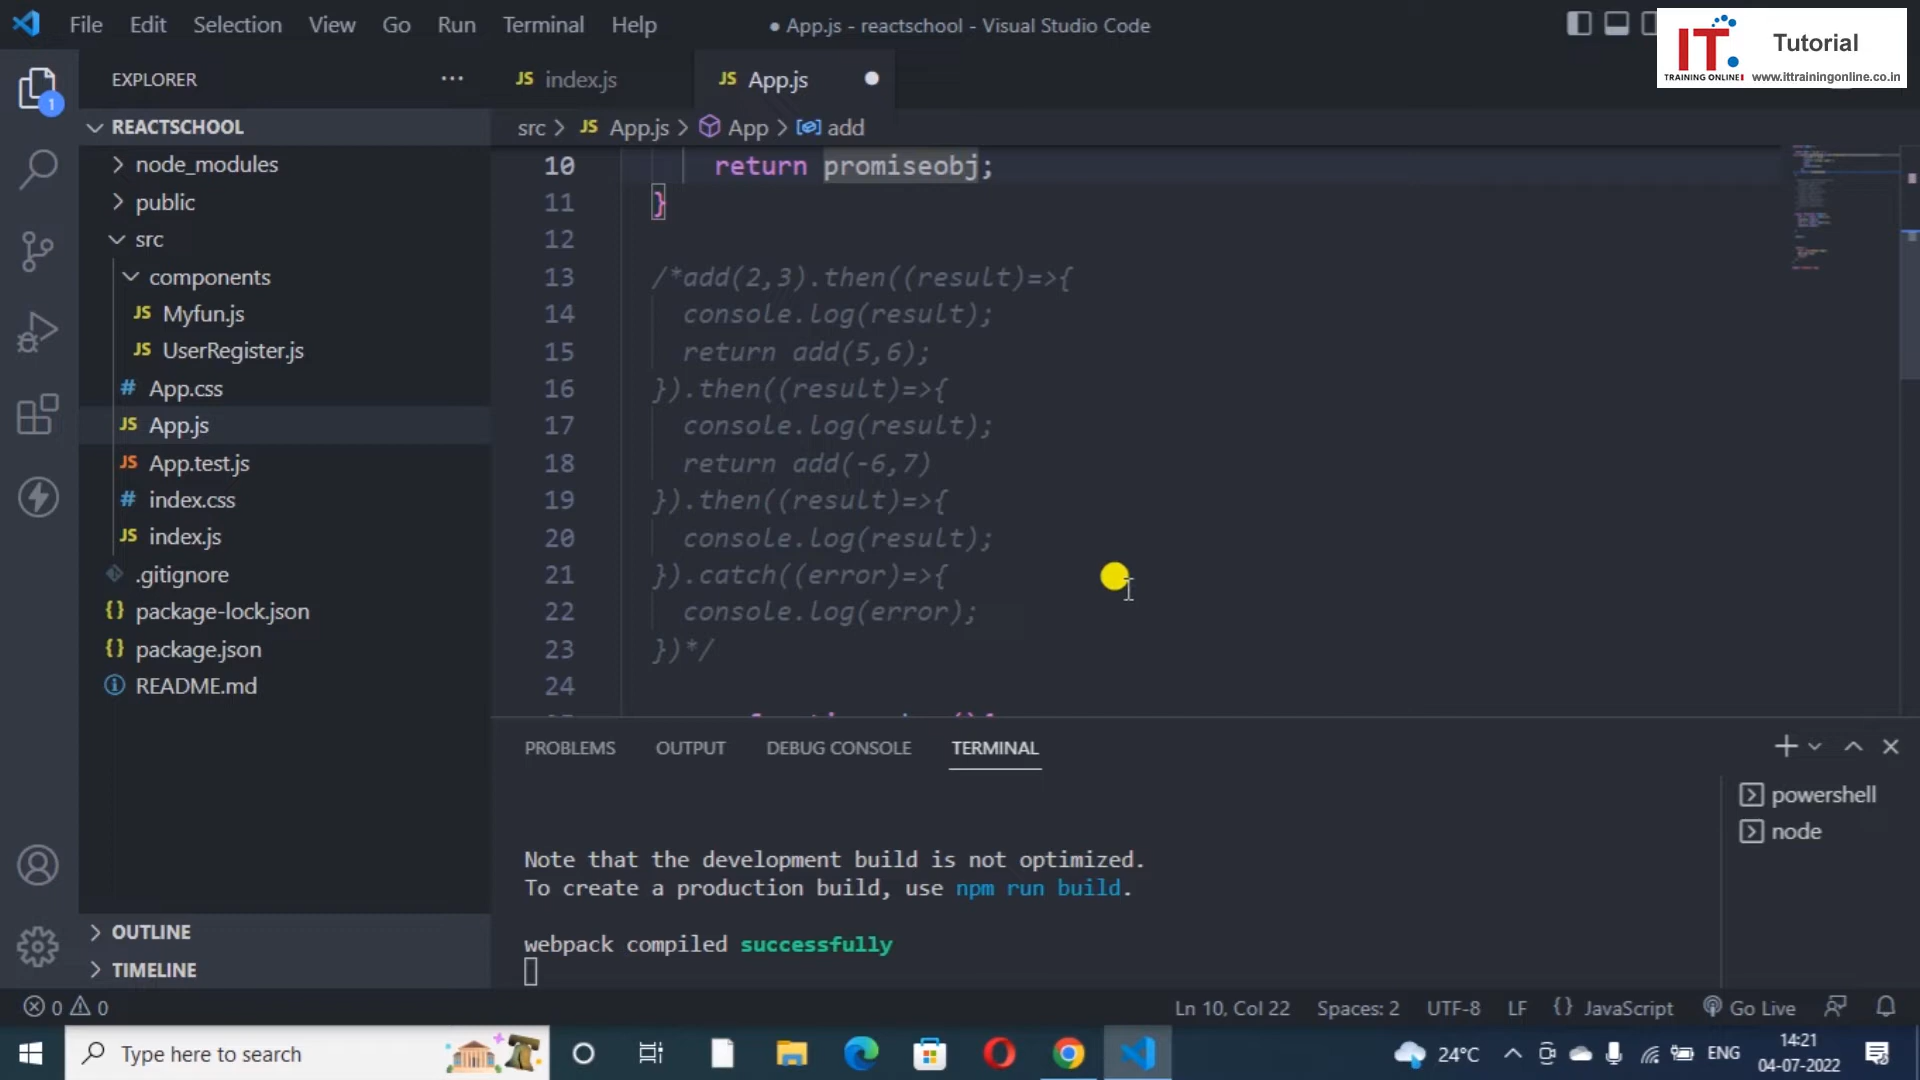 File Edit Selection View Go Run Terminal Help
● App.js - reactschool - Visual Studio Code
IT.
TRAINING ONLINE
Tutorial
www.ittrainingonline.co.in
EXPLORER
JS index.js
JS App.js
1
REACTSCHOOL
src > JS App.js > App > add
node_modules
public
src
components
JS Myfun.js
JS UserRegister.js
# App.css
JS App.js
JS App.test.js
# index.css
JS index.js
.gitignore
{} package-lock.json
{} package.json
README.md
OUTLINE
TIMELINE
10 return promiseobj;
11 }
12
13 /*add(2,3).then((result)=>{
14 console.log(result);
15 return add(5,6);
16 }).then((result)=>{
17 console.log(result);
18 return add(-6,7)
19 }).then((result)=>{
20 console.log(result);
21 }).catch((error)=>{
22 console.log(error);
23 })*/
24
PROBLEMS OUTPUT DEBUG CONSOLE TERMINAL
powershell
node
Note that the development build is not optimized.
To create a production build, use npm run build.
webpack compiled successfully
0 0
Ln 10, Col 22 Spaces: 2 UTF-8 LF {} JavaScript Go Live
Type here to search
24°C
ENG
14:21
04-07-2022